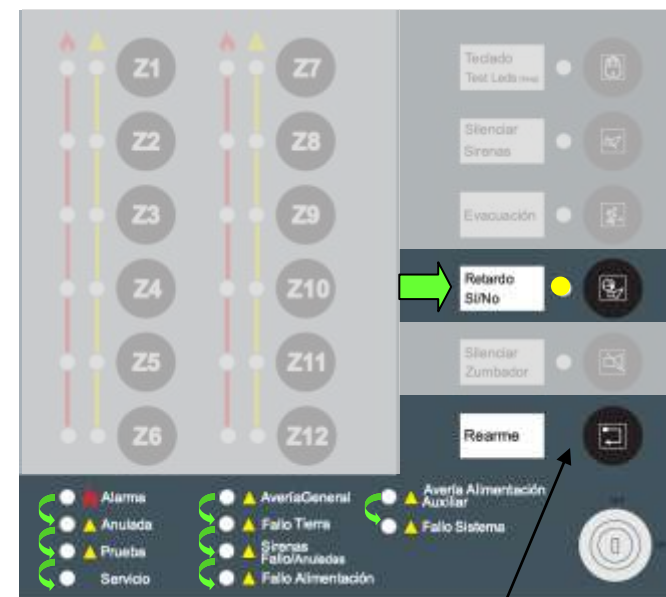 Z1
Z7
Teclado
Test Leds
Z2
Z8
Silenciar
Sirenas
Z3
Z9
Evacuación
Z4
Z10
Retardo
Si/No
Z5
Z11
Silenciar
Zumbador
Z6
Z12
Rearme
Alarma
Anulada
Prueba
Servicio
AveríaGeneral
Fallo Tierra
Sirenas
Fallo/Anuladas
Fallo Alimentación
Avería Alimentación
Auxiliar
Fallo Sistema